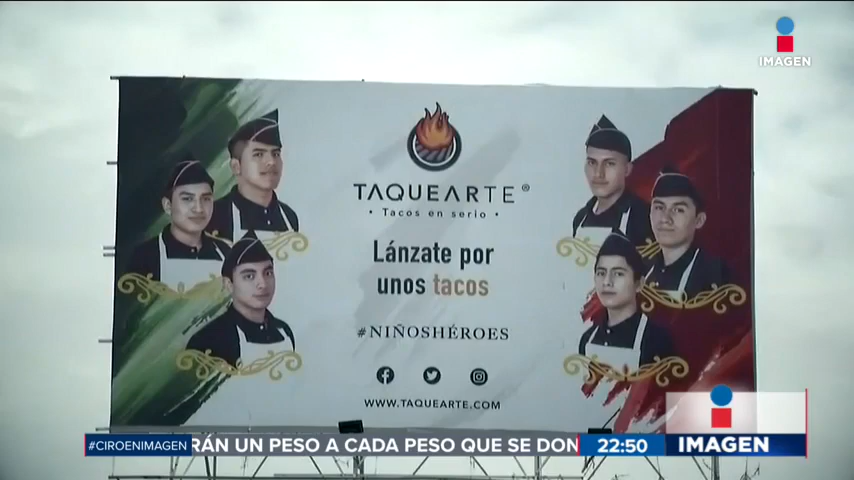 IMAGEN
TAQUEARTE®
• Tacos en serio •
Lánzate por
unos tacos
#NIÑOSHÉROES
WWW.TAQUEARTE.COM
#CIROENIMAGEN
RÁN UN PESO A CADA PESO QUE SE DON
22:50
IMAGEN